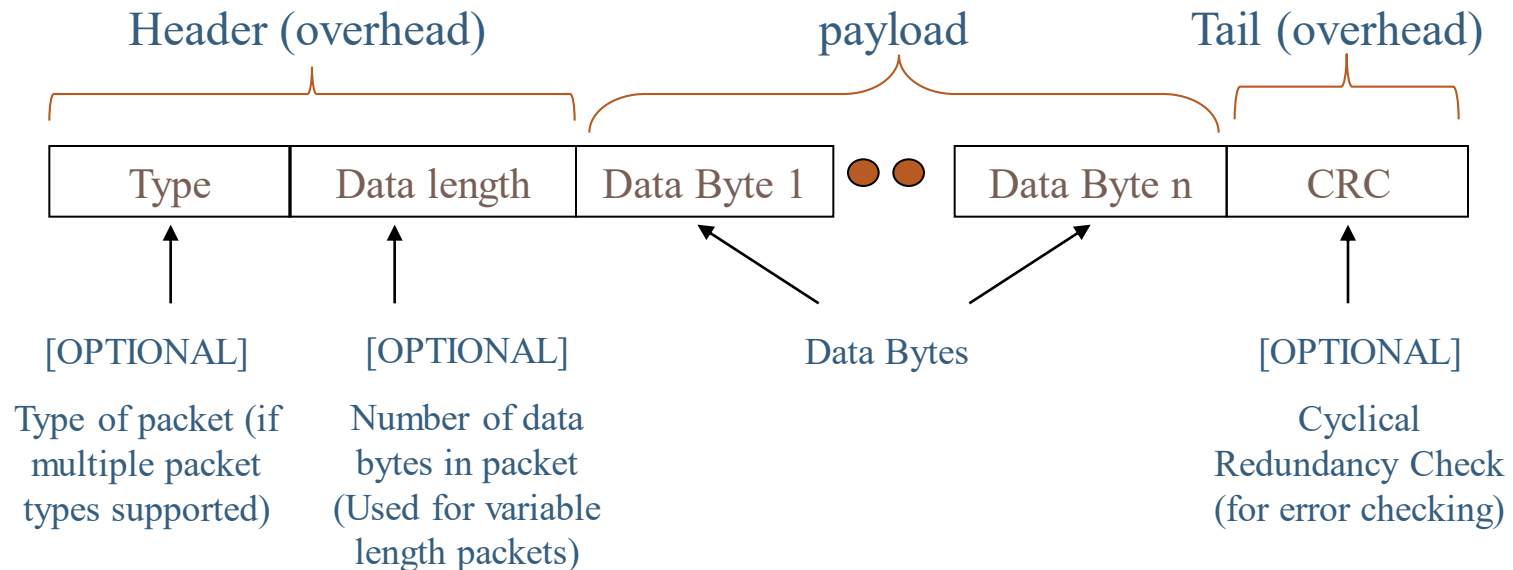 Header (overhead)
payload
Tail (overhead)
Type
Data length
Data Byte 1
Data Byte n
CRC
[OPTIONAL]
Type of packet (if
multiple packet
types supported)
[OPTIONAL]
Number of data
bytes in packet
(Used for variable
length packets)
Data Bytes
[OPTIONAL]
Cyclical
Redundancy Check
(for error checking)